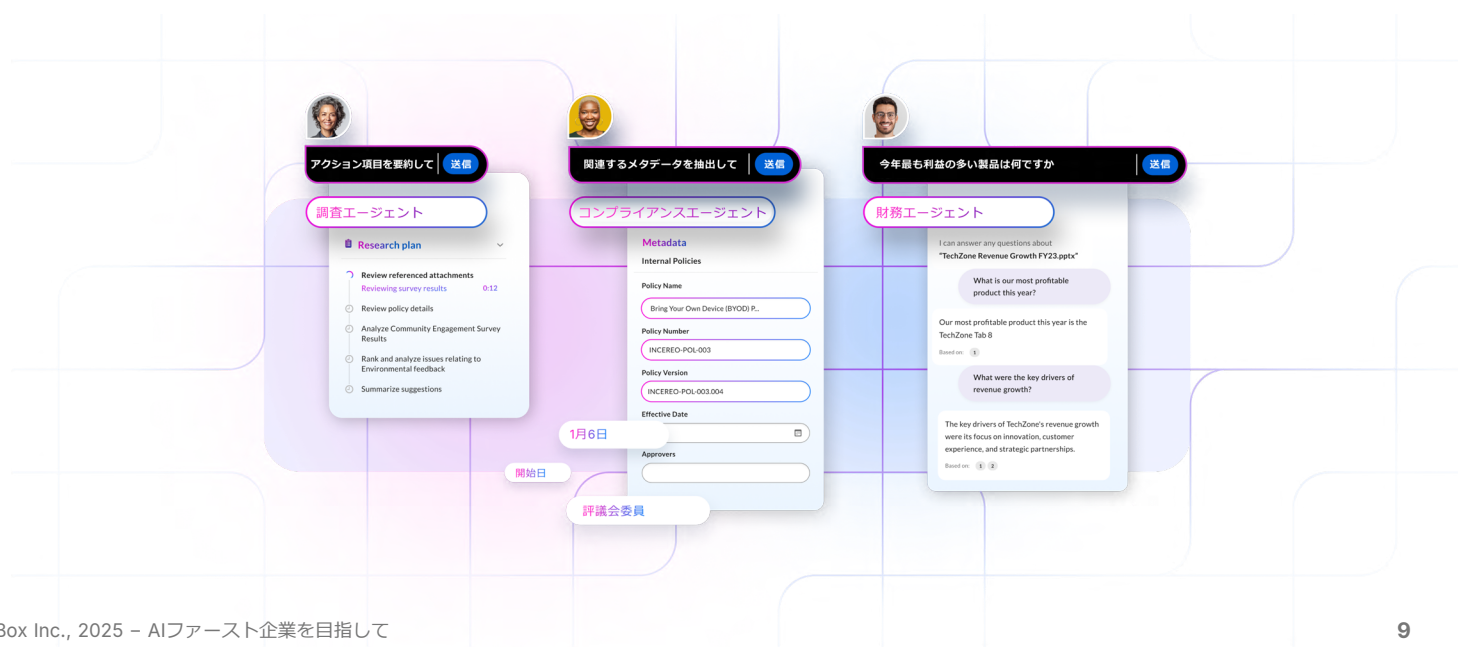 アクション項目を要約して
送信
調査エージェント
Research plan
Review referenced attachments
Reviewing survey results 0:12
Review policy details
Analyze Community Engagement Survey
Results
Rank and analyze issues relating to
Environmental feedback
Summarize suggestions
関連するメタデータを抽出して
送信
コンプライアンスエージェント
Metadata
Internal Policies
Policy Name
Bring Your Own Device (BYOD) P...
Policy Number
INCEREO-POL-003
Policy Version
INCEREO-POL-003.004
Effective Date
1月6日
Approvers
開始日
評議会委員
今年最も利益の多い製品は何ですか
送信
財務エージェント
I can answer any questions about
"TechZone Revenue Growth FY23.pptx"
What is our most profitable
product this year?
Our most profitable product this year is the
TechZone Tab 8
Based on: 1
What were the key drivers of
revenue growth?
The key drivers of TechZone's revenue growth
were its focus on innovation, customer
experience, and strategic partnerships.
Based on: 1 2
Box Inc., 2025 – AIファースト企業を目指して
9